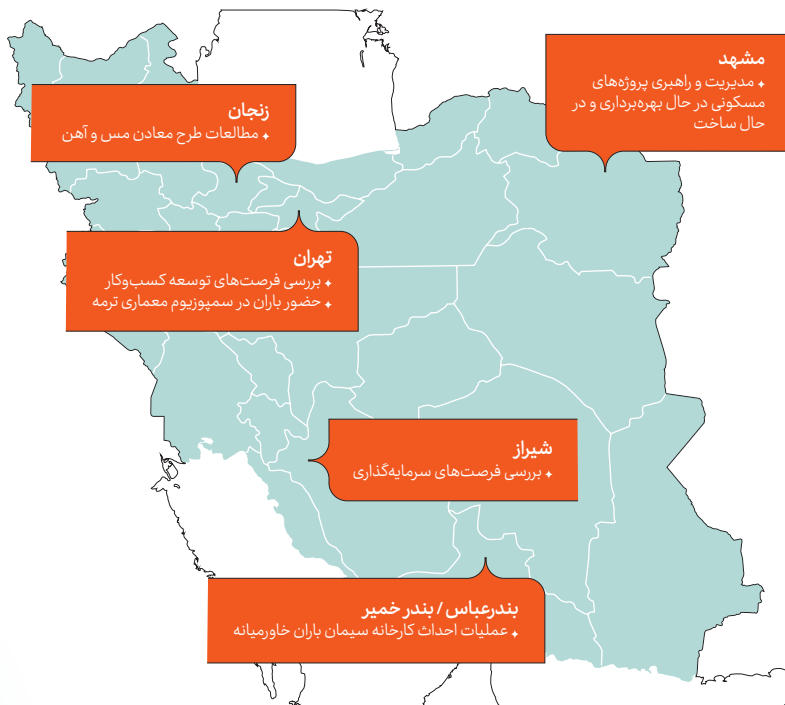 مشهد
✦ مدیریت و راهبری پروژه‌های
مسکونی در حال بهره‌برداری و در
حال ساخت
زنجان
✦ مطالعات طرح معادن مس و آهن
تهران
✦ بررسی فرصت‌های توسعه کسب‌وکار
✦ حضور باران در سمپوزیوم معماری ترمه
شیراز
✦ بررسی فرصت‌های سرمایه‌گذاری
بندرعباس / بندر خمیر
✦ عملیات احداث کارخانه سیمان باران خاورمیانه